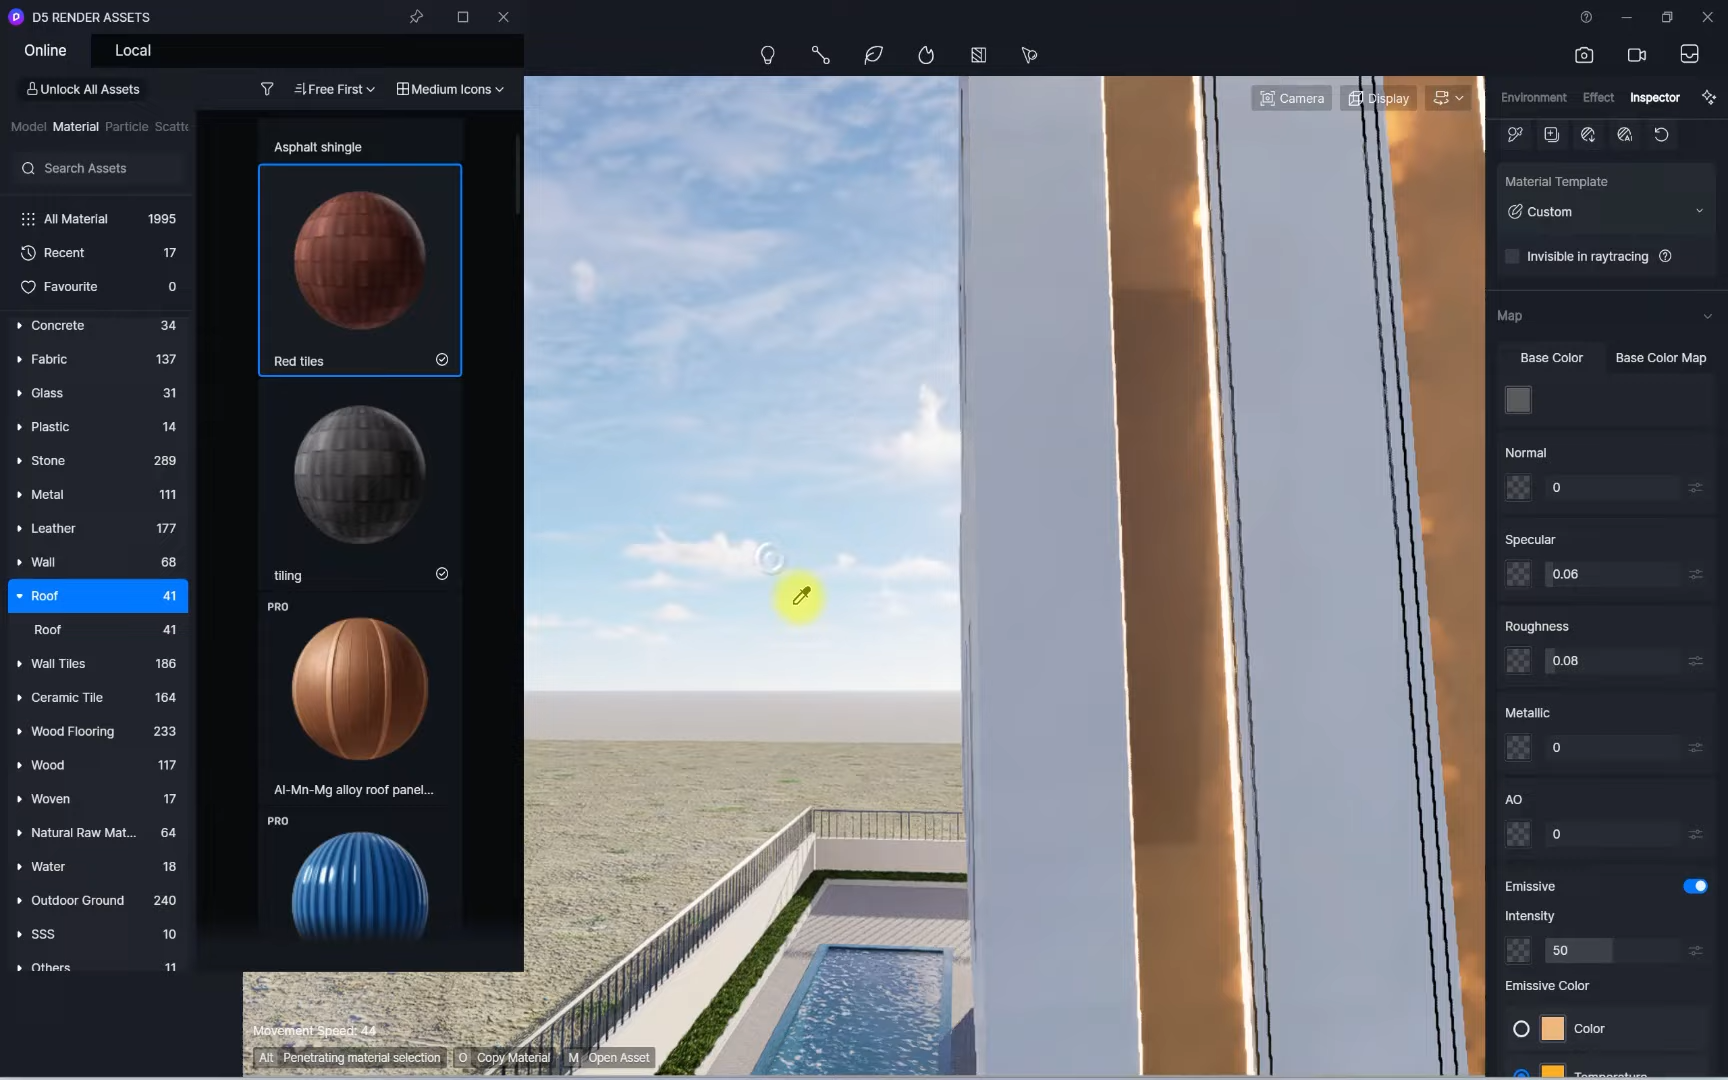 D5 RENDER ASSETS
Online
Local
Unlock All Assets
Free First
Medium Icons
Model Material Particle Scatte
Search Assets
All Material 1995
Recent 17
Favourite 0
Concrete 34
Fabric 137
Glass 31
Plastic 14
Stone 289
Metal 111
Leather 177
Wall 68
Roof 41
Roof 41
Wall Tiles 186
Ceramic Tile 164
Wood Flooring 233
Wood 117
Woven 17
Natural Raw Mat... 64
Water 18
Outdoor Ground 240
SSS 10
Others 11
Asphalt shingle
Red tiles
tiling
PRO
Al-Mn-Mg alloy roof panel...
PRO
Camera
Display
Movement Speed: 44
Alt Penetrating material selection O Copy Material M Open Asset
Environment Effect Inspector
Material Template
Custom
Invisible in raytracing
Map
Base Color Base Color Map
Normal
0
Specular
0.06
Roughness
0.08
Metallic
0
AO
0
Emissive
Intensity
50
Emissive Color
Color
Temperature